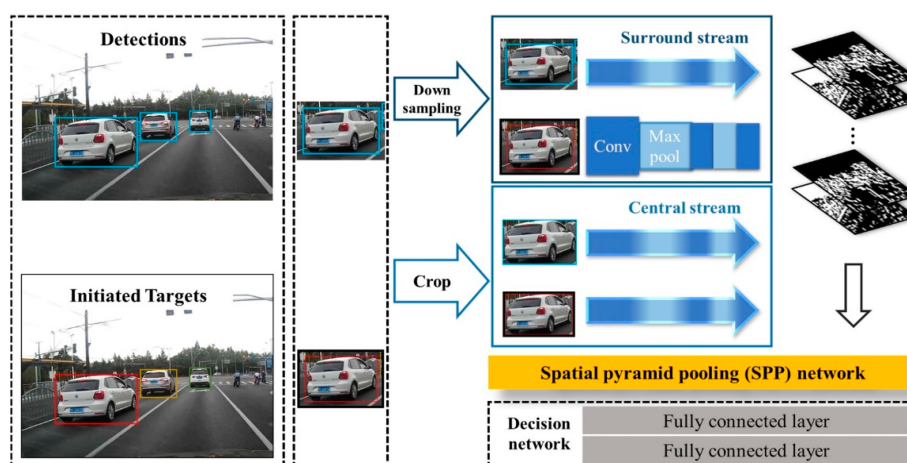 Detections
Initiated Targets
Down
sampling
Crop
Surround stream
Conv
Max
pool
Central stream
Spatial pyramid pooling (SPP) network
Decision
network
Fully connected layer
Fully connected layer